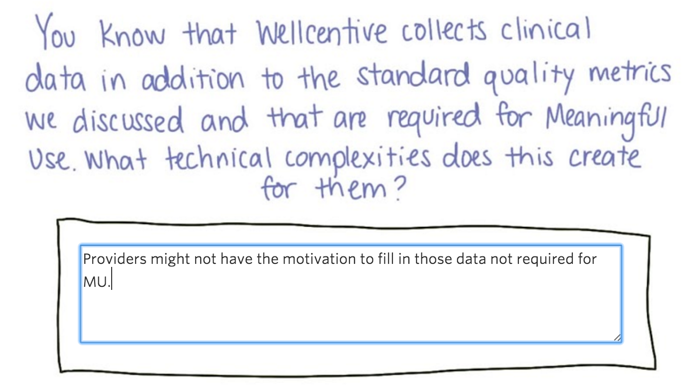 You know that Wellcentive collects clinical
data in addition to the standard quality metrics
we discussed and that are required for Meaningful
Use. What technical complexities does this create
for them?
Providers might not have the motivation to fill in those data not required for
MU.